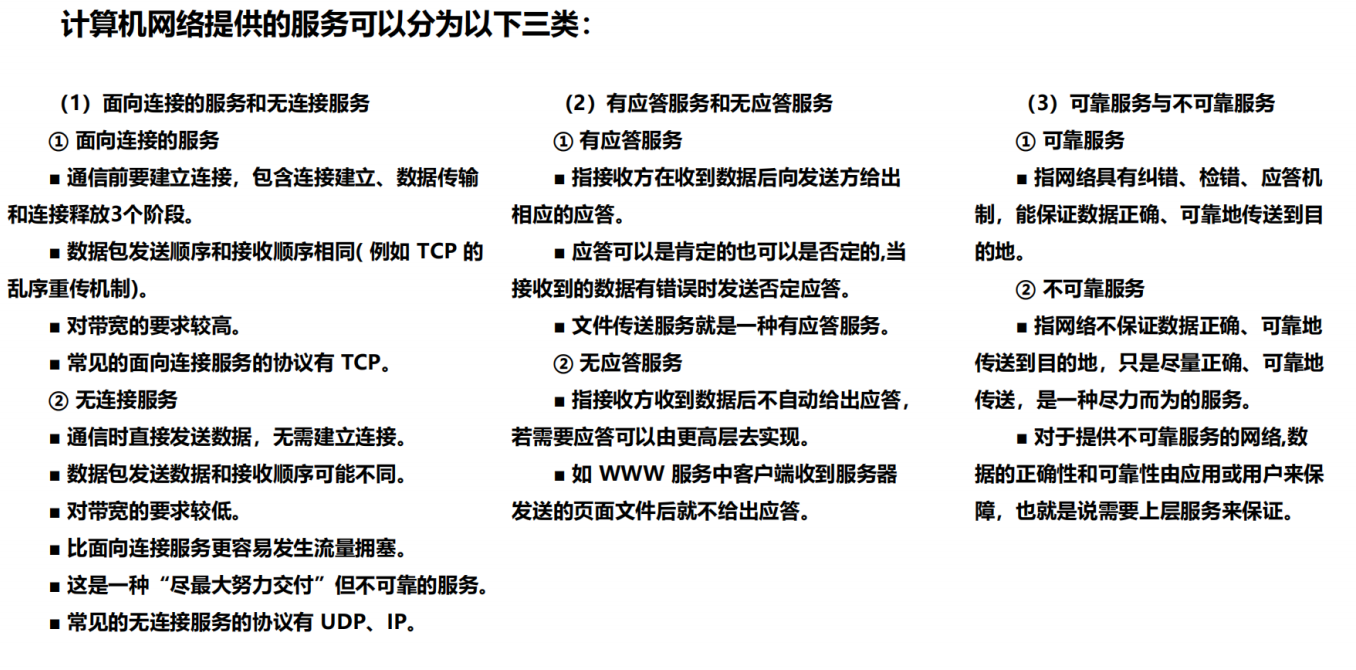 计算机网络提供的服务可以分为以下三类：
（1）面向连接的服务和无连接服务
① 面向连接的服务
■ 通信前要建立连接，包含连接建立、数据传输
和连接释放3个阶段。
■ 数据包发送顺序和接收顺序相同( 例如 TCP 的
乱序重传机制)。
■ 对带宽的要求较高。
■ 常见的面向连接服务的协议有 TCP。
② 无连接服务
■ 通信时直接发送数据，无需建立连接。
■ 数据包发送数据和接收顺序可能不同。
■ 对带宽的要求较低。
■ 比面向连接服务更容易发生流量拥塞。
■ 这是一种“尽最大努力交付”但不可靠的服务。
■ 常见的无连接服务的协议有 UDP、IP。
（2）有应答服务和无应答服务
① 有应答服务
■ 指接收方在收到数据后向发送方给出
相应的应答。
■ 应答可以是肯定的也可以是否定的,当
接收到的数据有错误时发送否定应答。
■ 文件传送服务就是一种有应答服务。
② 无应答服务
■ 指接收方收到数据后不自动给出应答，
若需要应答可以由更高层去实现。
■ 如 WWW 服务中客户端收到服务器
发送的页面文件后就不给出应答。
（3）可靠服务与不可靠服务
① 可靠服务
■ 指网络具有纠错、检错、应答机
制，能保证数据正确、可靠地传送到目
的地。
② 不可靠服务
■ 指网络不保证数据正确、可靠地
传送到目的地，只是尽量正确、可靠地
传送，是一种尽力而为的服务。
■ 对于提供不可靠服务的网络,数
据的正确性和可靠性由应用或用户来保
障，也就是说需要上层服务来保证。